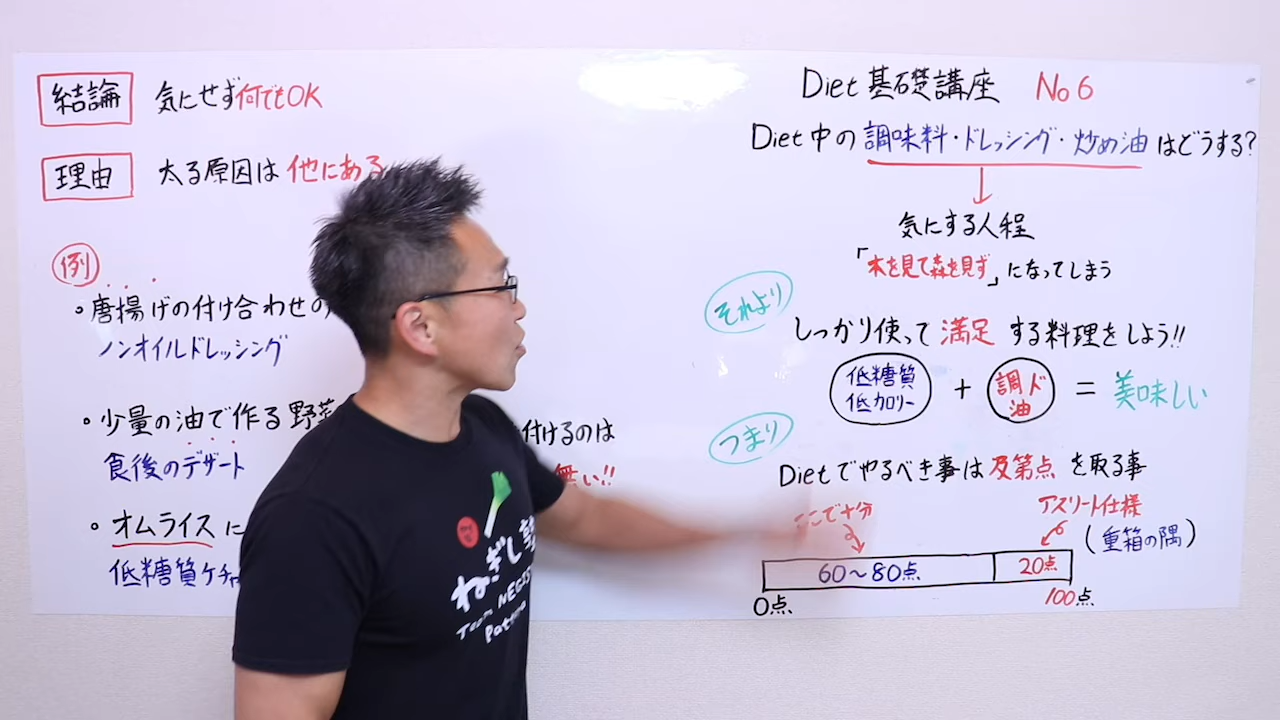 結論 気にせず何でもOK
理由 太る原因は他にある
例
・唐揚げの付け合わせの
ノンオイルドレッシング
・少量の油で作る野菜
食後のデザート
付けるのは
無い!!
・オムライスに
低糖質ケチャ
Diet基礎講座 No6
Diet中の調味料・ドレッシング・炒め油はどうする?
気にする人程
「木を見て森を見ず」になってしまう
それより
しっかり使って満足する料理をしよう!!
低糖質
低カロリー
+
調ド
油
= 美味しい
つまり
Dietでやるべき事は及第点を取る事
ここで十分
アスリート仕様
(重箱の隅)
60〜80点
20点
0点
100点
ねぎし塾